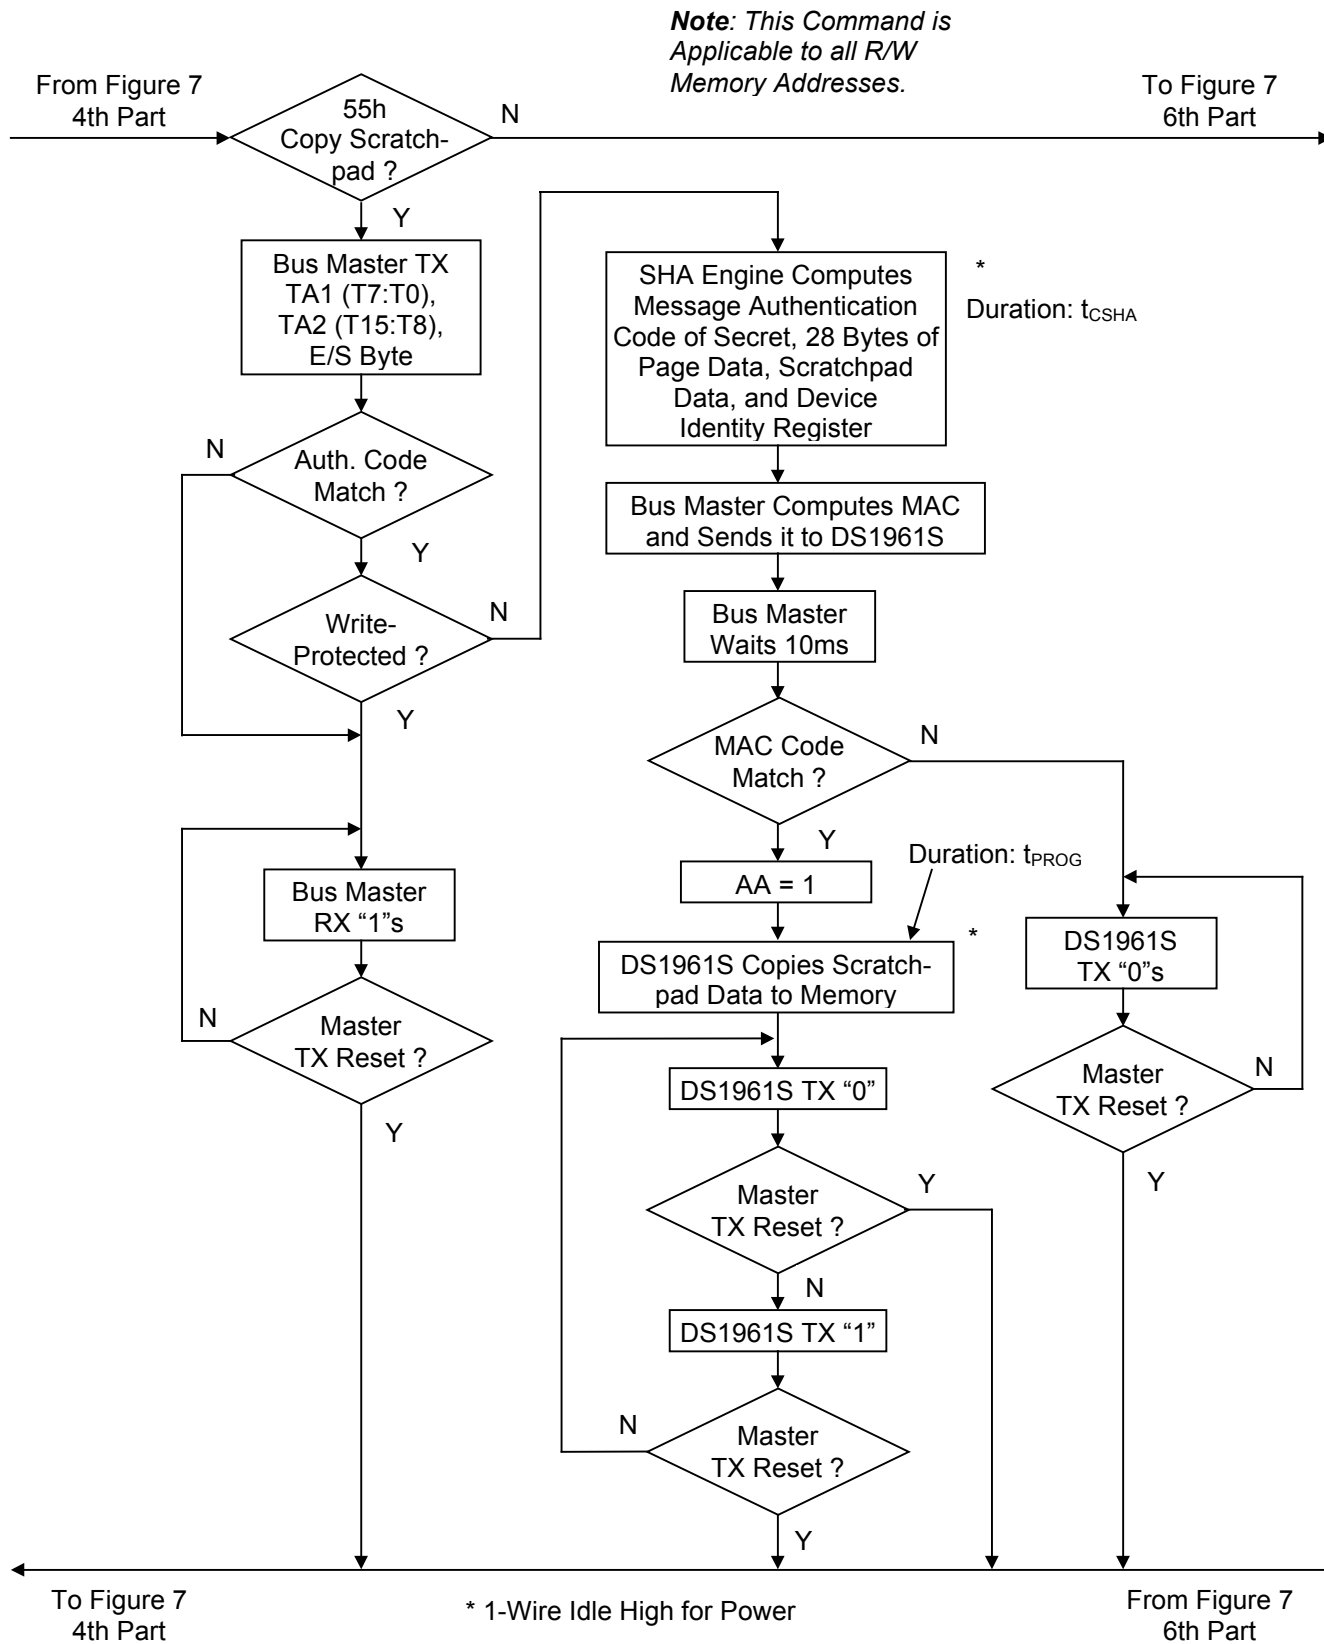 Note: This Command is
Applicable to all R/W
Memory Addresses.
From Figure 7
4th Part
To Figure 7
6th Part
55h
Copy Scratch-
pad ?
N
Y
Bus Master TX
TA1 (T7:T0),
TA2 (T15:T8),
E/S Byte
SHA Engine Computes
Message Authentication
Code of Secret, 28 Bytes of
Page Data, Scratchpad
Data, and Device
Identity Register
*
Duration: tCSHA
N
Auth. Code
Match ?
Y
Bus Master Computes MAC
and Sends it to DS1961S
Write-
Protected ?
N
Y
Bus Master
Waits 10ms
MAC Code
Match ?
N
Y
Duration: tPROG
AA = 1
Bus Master
RX “1”s
*
DS1961S Copies Scratch-
pad Data to Memory
DS1961S
TX “0”s
N
Master
TX Reset ?
Y
DS1961S TX “0”
Master
TX Reset ?
N
Y
Master
TX Reset ?
Y
N
DS1961S TX “1”
N
Master
TX Reset ?
Y
To Figure 7
4th Part
* 1-Wire Idle High for Power
From Figure 7
6th Part